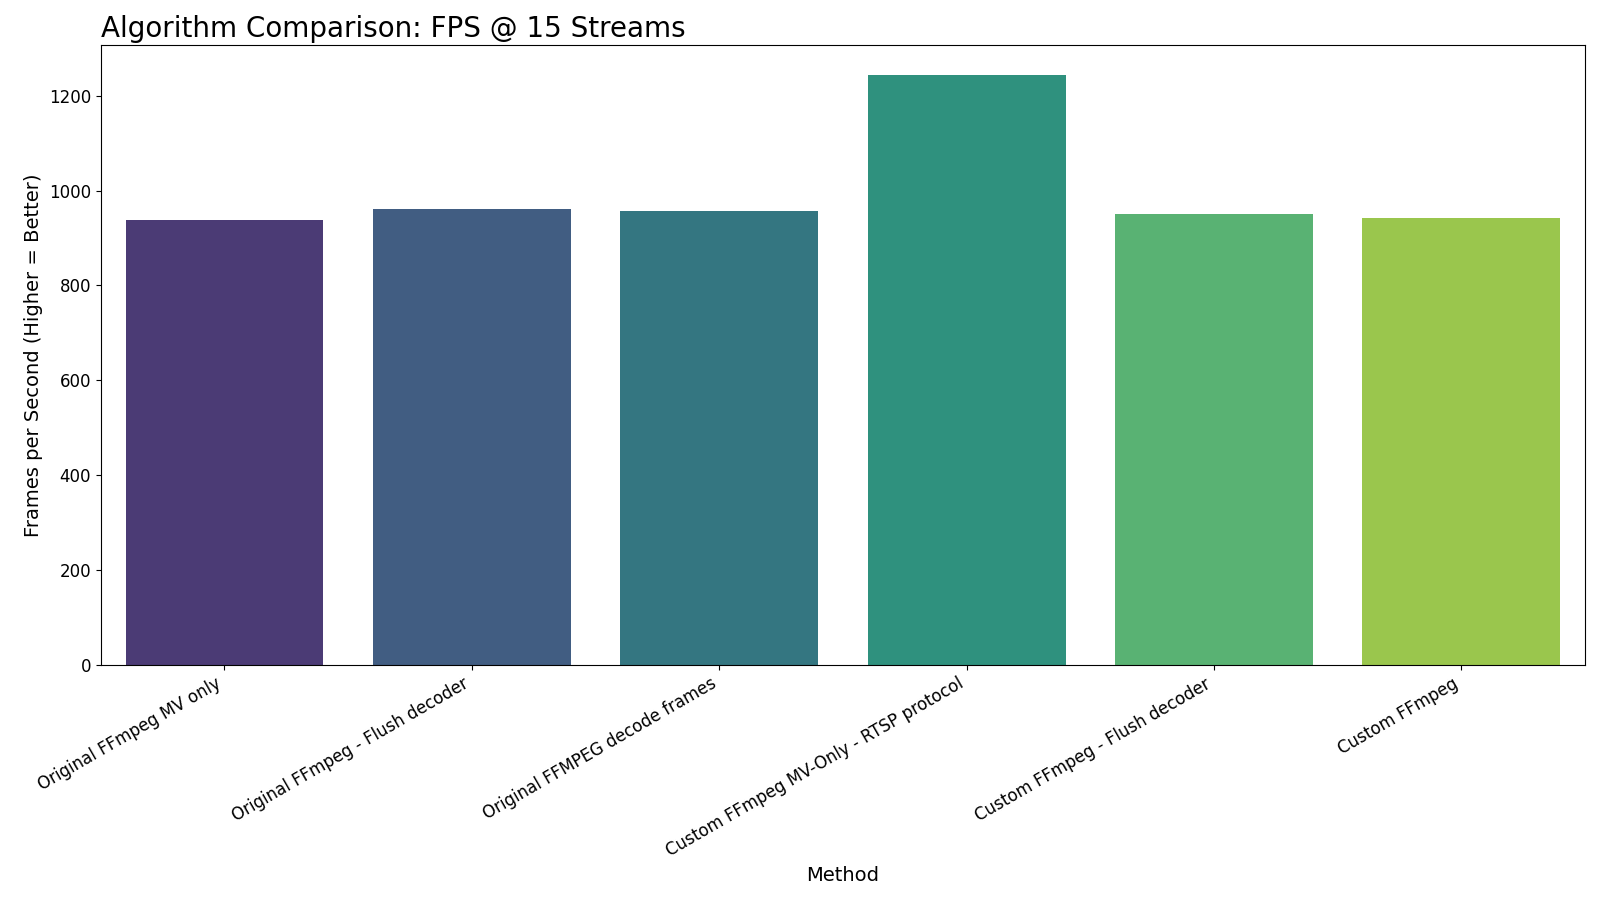 Algorithm Comparison: FPS @ 15 Streams
Frames per Second (Higher = Better)
1200
1000
800
600
400
200
0
Original FFmpeg MV only
Original FFmpeg - Flush decoder
Original FFMPEG decode frames
Custom FFmpeg MV-Only - RTSP protocol
Custom FFmpeg - Flush decoder
Custom FFmpeg
Method